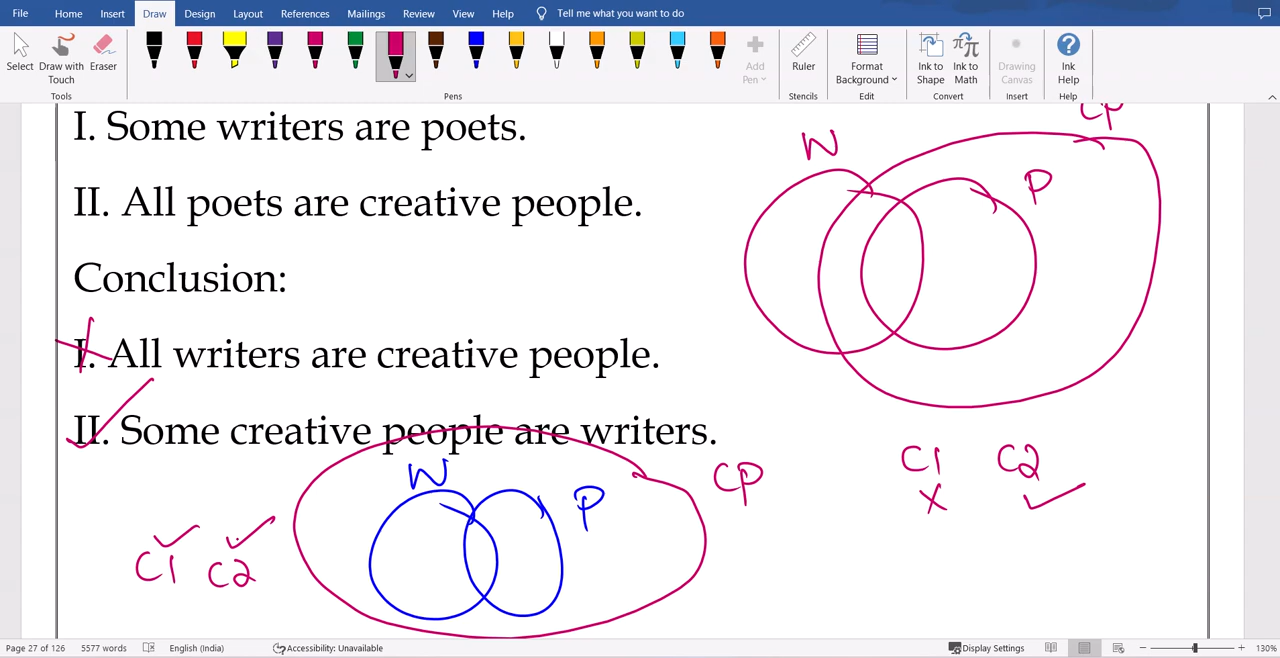 File Home Insert Draw Design Layout References Mailings Review View Help Tell me what you want to do
Select Draw with Touch Eraser Add Pen Ruler Format Background Ink to Shape Ink to Math Drawing Canvas Ink Help
Tools Pens Stencils Edit Convert Insert Help
I. Some writers are poets.
II. All poets are creative people.
Conclusion:
I. All writers are creative people.
II. Some creative people are writers.
CP
W
P
C1 C2
W
P
CP
C1 C2
Page 27 of 126 5577 words English (India) Accessibility: Unavailable Display Settings 130%